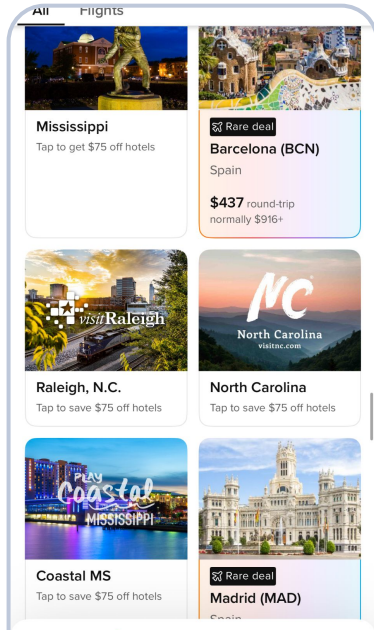 All Flights
Mississippi
Tap to get $75 off hotels
Rare deal
Barcelona (BCN)
Spain
$437 round-trip
normally $916+
visitRaleigh
Raleigh, N.C.
Tap to save $75 off hotels
NC
North Carolina
visitnc.com
North Carolina
Tap to save $75 off hotels
PLAY
Coastal
MISSISSIPPI
Coastal MS
Tap to save $75 off hotels
Rare deal
Madrid (MAD)
Spain